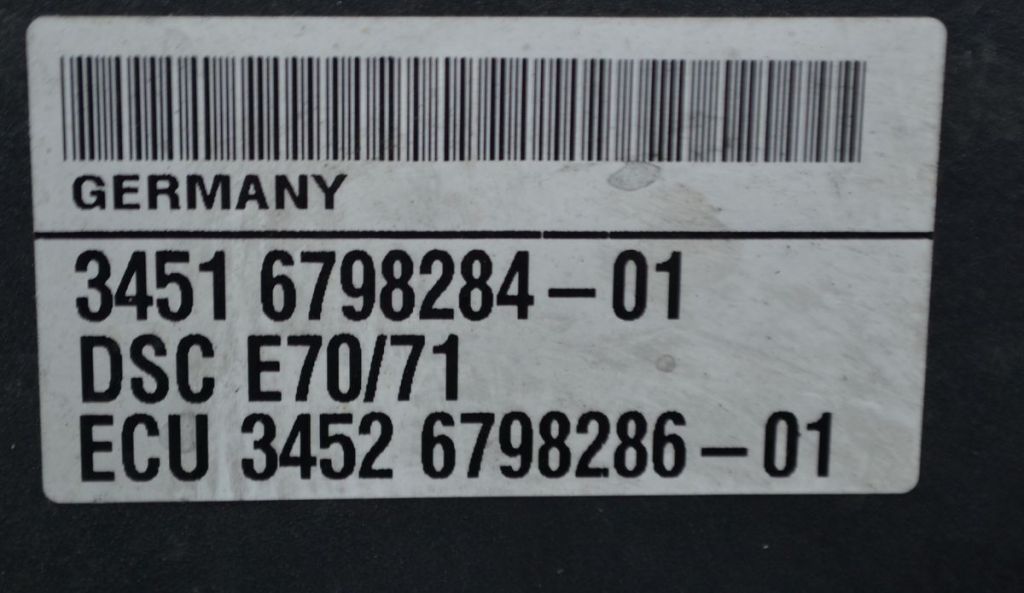 GERMANY
3451 6798284-01
DSC E70/71
ECU 3452 6798286-01